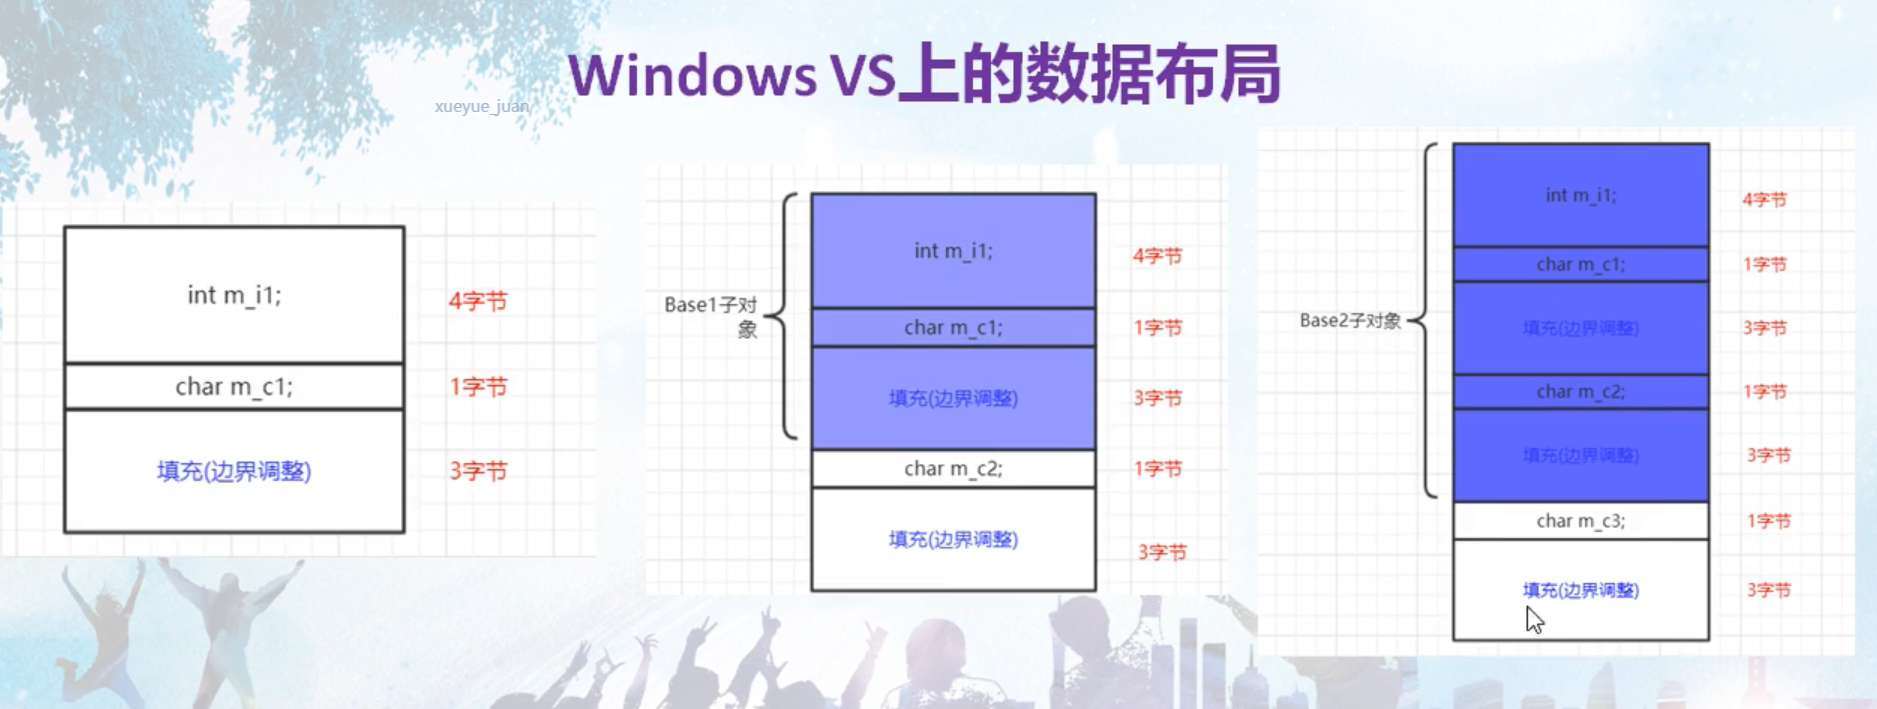 Windows VS上的数据布局
xueyue_juan
int m_i1;
4字节
char m_c1;
1字节
填充(边界调整)
3字节
Base1子对
象
int m_i1;
4字节
char m_c1;
1字节
填充(边界调整)
3字节
char m_c2;
1字节
填充(边界调整)
3字节
Base2子对象
int m_i1;
4字节
char m_c1;
1字节
填充(边界调整)
3字节
char m_c2;
1字节
填充(边界调整)
3字节
char m_c3;
1字节
填充(边界调整)
3字节